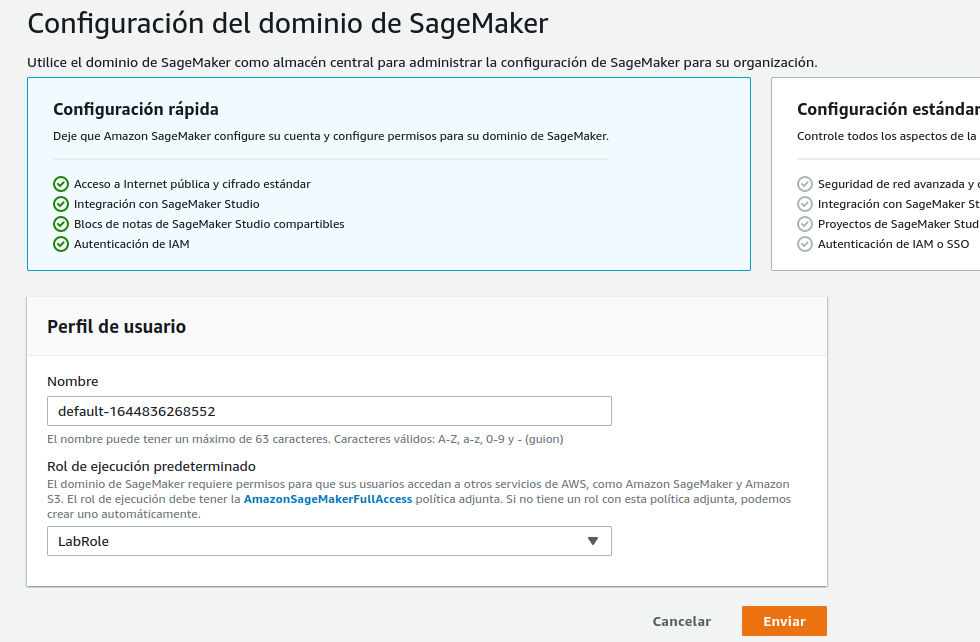 Configuración del dominio de SageMaker
Utilice el dominio de SageMaker como almacén central para administrar la configuración de SageMaker para su organización.
Configuración rápida
Deje que Amazon SageMaker configure su cuenta y configure permisos para su dominio de SageMaker.
Acceso a Internet pública y cifrado estándar
Integración con SageMaker Studio
Blocs de notas de SageMaker Studio compartibles
Autenticación de IAM
Configuración estándar
Controle todos los aspectos de la
Seguridad de red avanzada y
Integración con SageMaker St
Proyectos de SageMaker Stud
Autenticación de IAM o SSO
Perfil de usuario
Nombre
default-1644836268552
El nombre puede tener un máximo de 63 caracteres. Caracteres válidos: A-Z, a-z, 0-9 y - (guion)
Rol de ejecución predeterminado
El dominio de SageMaker requiere permisos para que sus usuarios accedan a otros servicios de AWS, como Amazon SageMaker y Amazon
S3. El rol de ejecución debe tener la AmazonSageMakerFullAccess política adjunta. Si no tiene un rol con esta política adjunta, podemos
crear uno automáticamente.
LabRole
Cancelar
Enviar